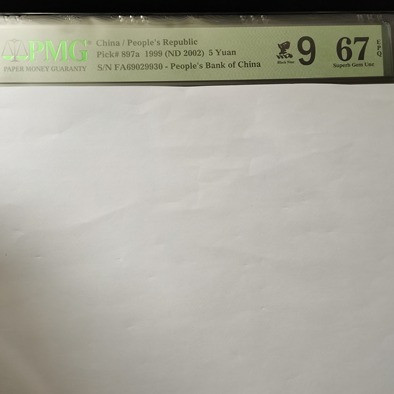 PMG
PAPER MONEY GUARANTY
China / People's Republic
Pick# 897a 1999 (ND 2002) 5 Yuan
S/N FA69029930 - People's Bank of China
9
67 EPQ
Superb Gem Unc